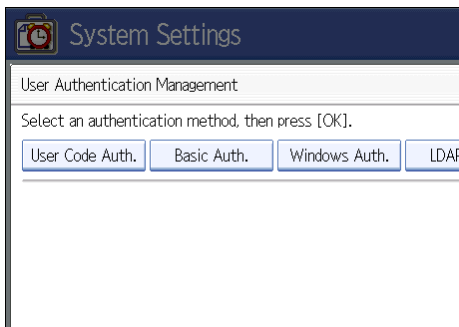 System Settings
User Authentication Management
Select an authentication method, then press [OK].
User Code Auth. Basic Auth. Windows Auth. LDAP